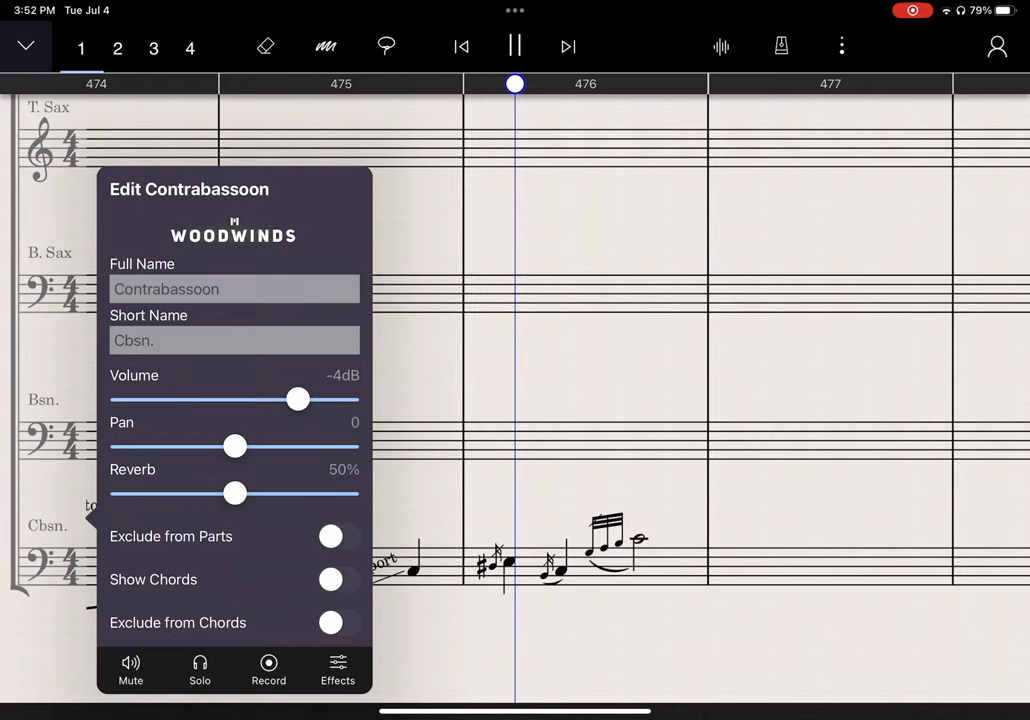 3:52 PM Tue Jul 4
79%
1 2 3 4
474 475 476 477
T. Sax
Edit Contrabassoon
WOODWINDS
B. Sax
Full Name
Contrabassoon
Short Name
Cbsn.
Volume -4dB
Bsn.
Pan 0
Reverb 50%
Cbsn.
Exclude from Parts
Show Chords
Exclude from Chords
Mute Solo Record Effects